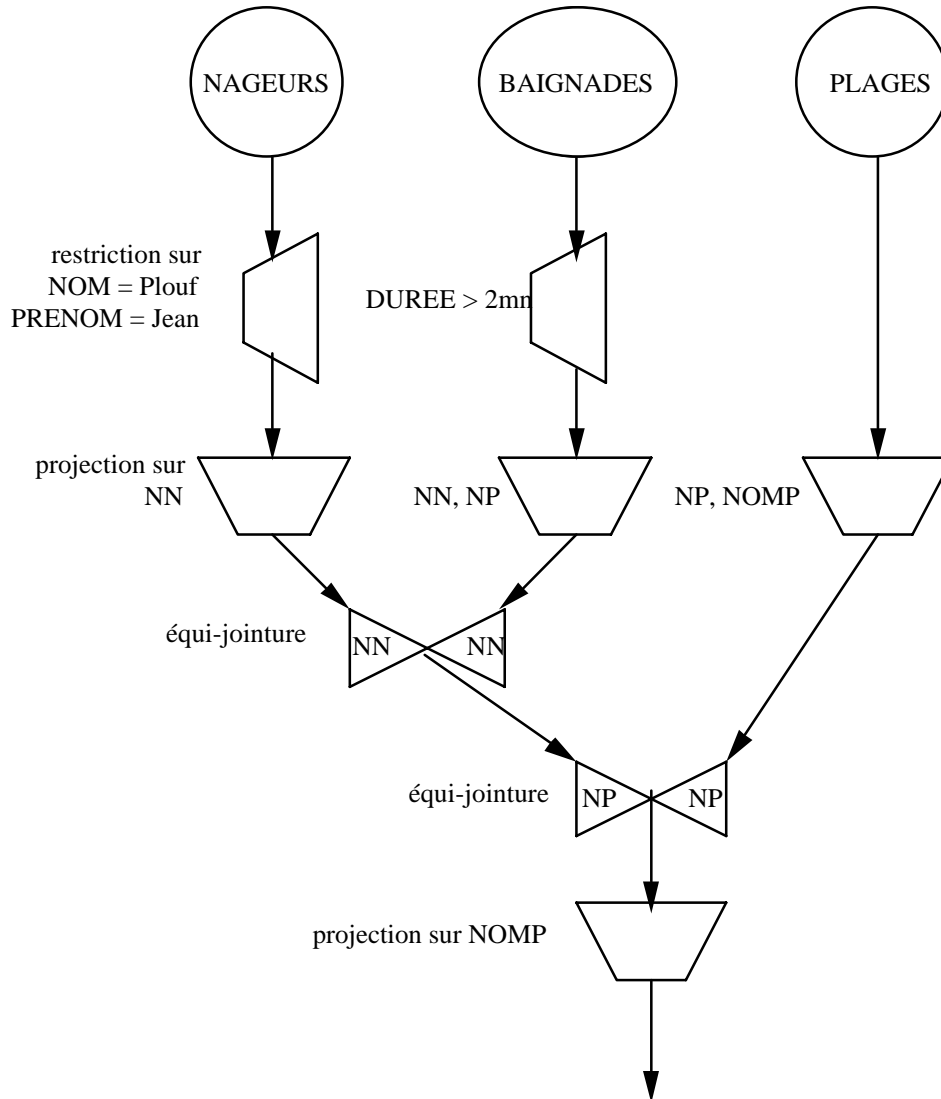 NAGEURS
BAIGNADES
PLAGES
restriction sur
NOM = Plouf
PRENOM = Jean
DUREE > 2mn
projection sur
NN
NN, NP
NP, NOMP
équi-jointure
NN
NN
équi-jointure
NP
NP
projection sur NOMP